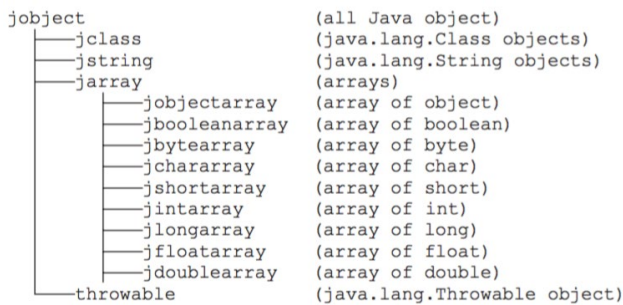 jobject (all Java object)
jclass (java.lang.Class objects)
jstring (java.lang.String objects)
jarray (arrays)
jobjectarray (array of object)
jbooleanarray (array of boolean)
jbytearray (array of byte)
jchararray (array of char)
jshortarray (array of short)
jintarray (array of int)
jlongarray (array of long)
jfloatarray (array of float)
jdoublearray (array of double)
throwable (java.lang.Throwable object)